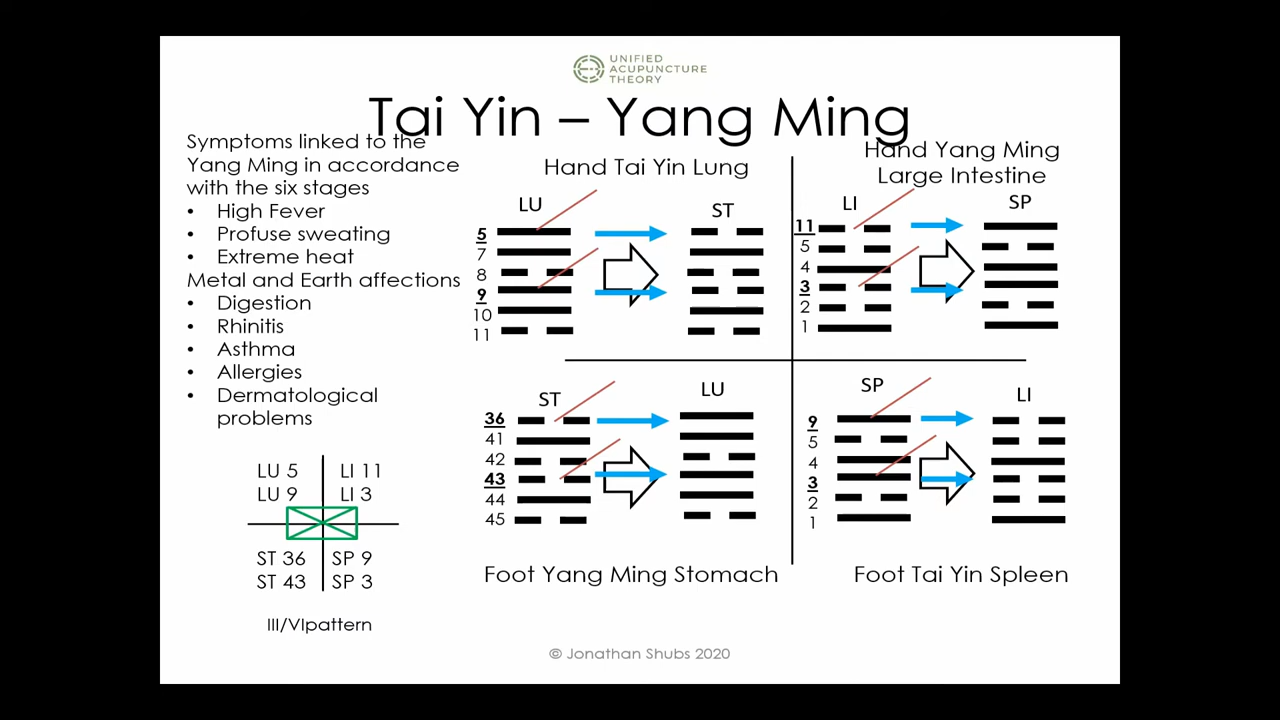 UNIFIED
ACUPUNCTURE
THEORY
Tai Yin – Yang Ming
Symptoms linked to the
Yang Ming in accordance
with the six stages
• High Fever
• Profuse sweating
• Extreme heat
Metal and Earth affections
• Digestion
• Rhinitis
• Asthma
• Allergies
• Dermatological
problems
Hand Tai Yin Lung
LU
ST
5
7
8
9
10
11
Hand Yang Ming
Large Intestine
LI
SP
11
5
4
3
2
1
ST
LU
36
41
42
43
44
45
Foot Yang Ming Stomach
SP
LI
9
5
4
3
2
1
Foot Tai Yin Spleen
LU 5
LU 9
LI 11
LI 3
ST 36
ST 43
SP 9
SP 3
III/VIpattern
© Jonathan Shubs 2020